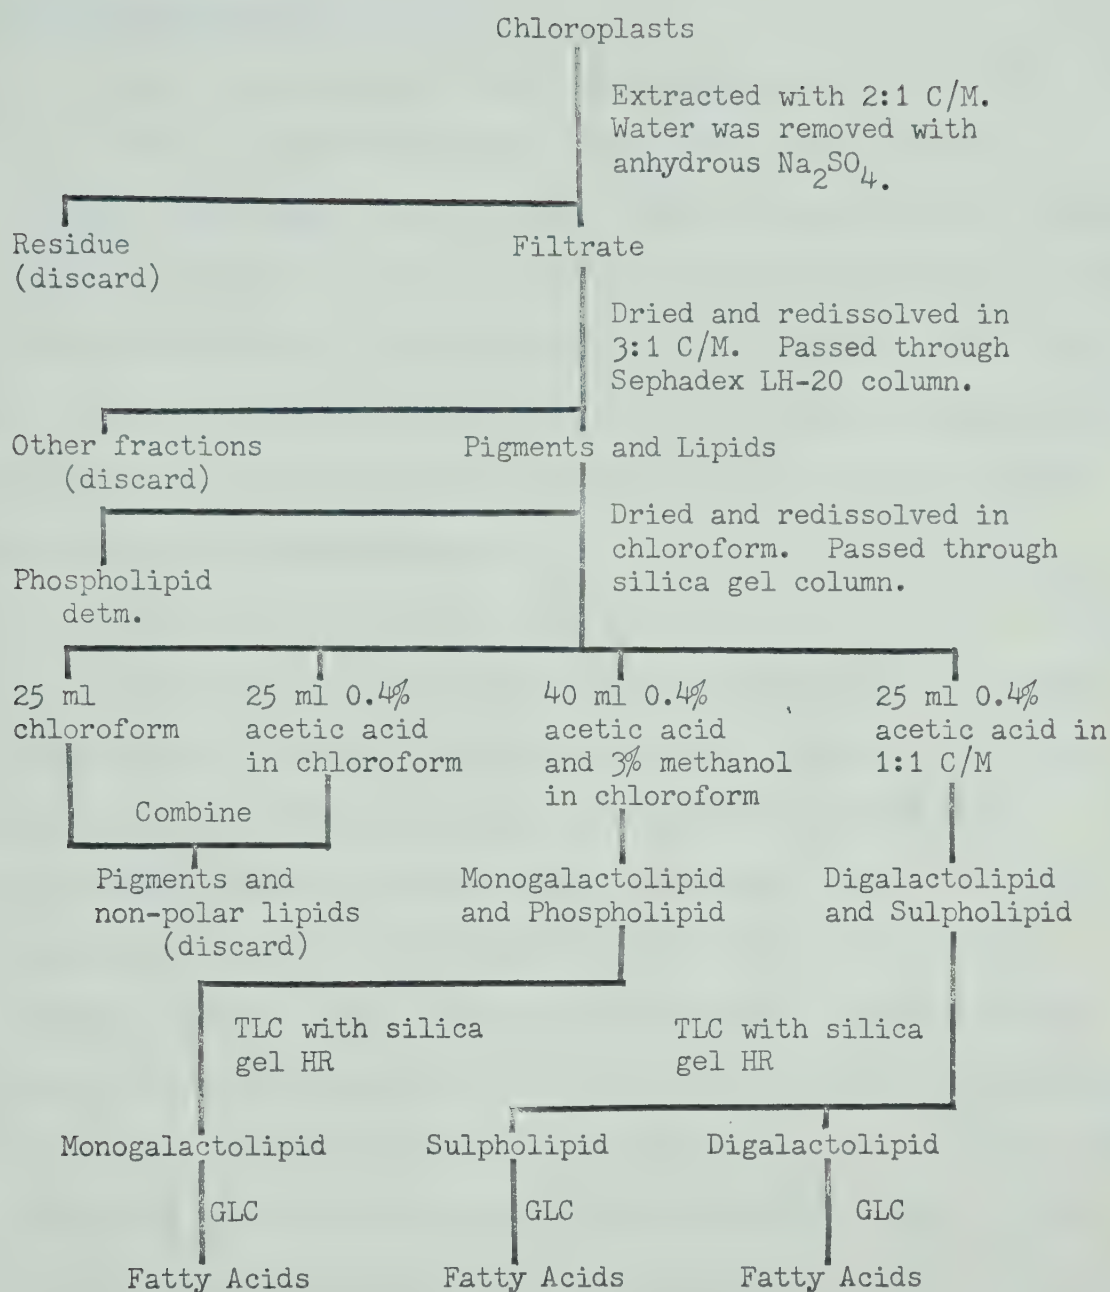 Chloroplasts
Extracted with 2:1 C/M.
Water was removed with
anhydrous Na₂SO₄.
Residue
(discard)
Filtrate
Dried and redissolved in
3:1 C/M. Passed through
Sephadex LH-20 column.
Other fractions
(discard)
Pigments and Lipids
Dried and redissolved in
chloroform. Passed through
silica gel column.
Phospholipid
detm.
25 ml
chloroform
25 ml 0.4%
acetic acid
in chloroform
40 ml 0.4%
acetic acid
and 3% methanol
in chloroform
25 ml 0.4%
acetic acid in
1:1 C/M
Combine
Pigments and
non-polar lipids
(discard)
Monogalactolipid
and Phospholipid
Digalactolipid
and Sulpholipid
TLC with silica
gel HR
TLC with silica
gel HR
Monogalactolipid
Sulpholipid
Digalactolipid
GLC
GLC
GLC
Fatty Acids
Fatty Acids
Fatty Acids